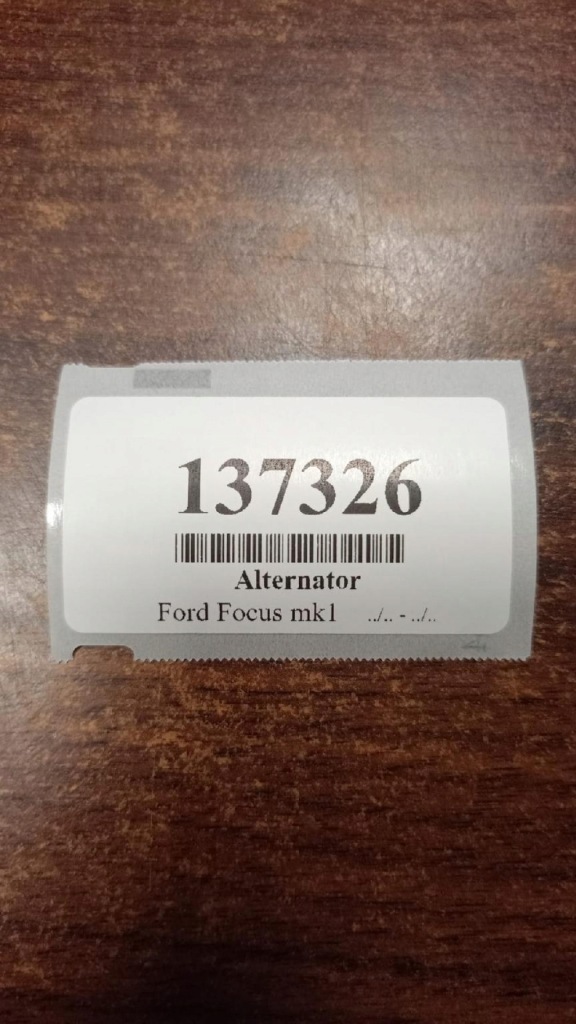 137326
Alternator
Ford Focus mk1 ../.. - ../..